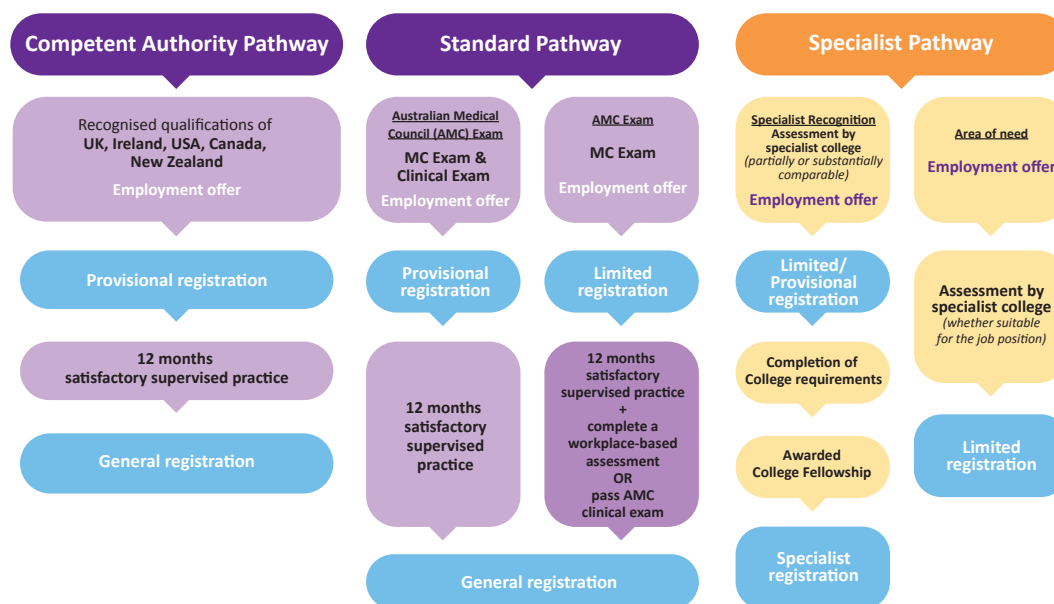 Competent Authority Pathway
Recognised qualifications of
UK, Ireland, USA, Canada,
New Zealand
Employment offer
Provisional registration
12 months
satisfactory supervised practice
General registration
Standard Pathway
Australian Medical
Council (AMC) Exam
MC Exam &
Clinical Exam
Employment offer
Provisional
registration
12 months
satisfactory
supervised
practice
AMC Exam
MC Exam
Employment offer
Limited
registration
12 months
satisfactory
supervised practice
+
complete a
workplace-based
assessment
OR
pass AMC
clinical exam
General registration
Specialist Pathway
Specialist Recognition
Assessment by
specialist college
(partially or substantially
comparable)
Employment offer
Limited/
Provisional
registration
Completion of
College requirements
Awarded
College Fellowship
Specialist
registration
Area of need
Employment offer
Assessment by
specialist college
(whether suitable
for the job position)
Limited
registration